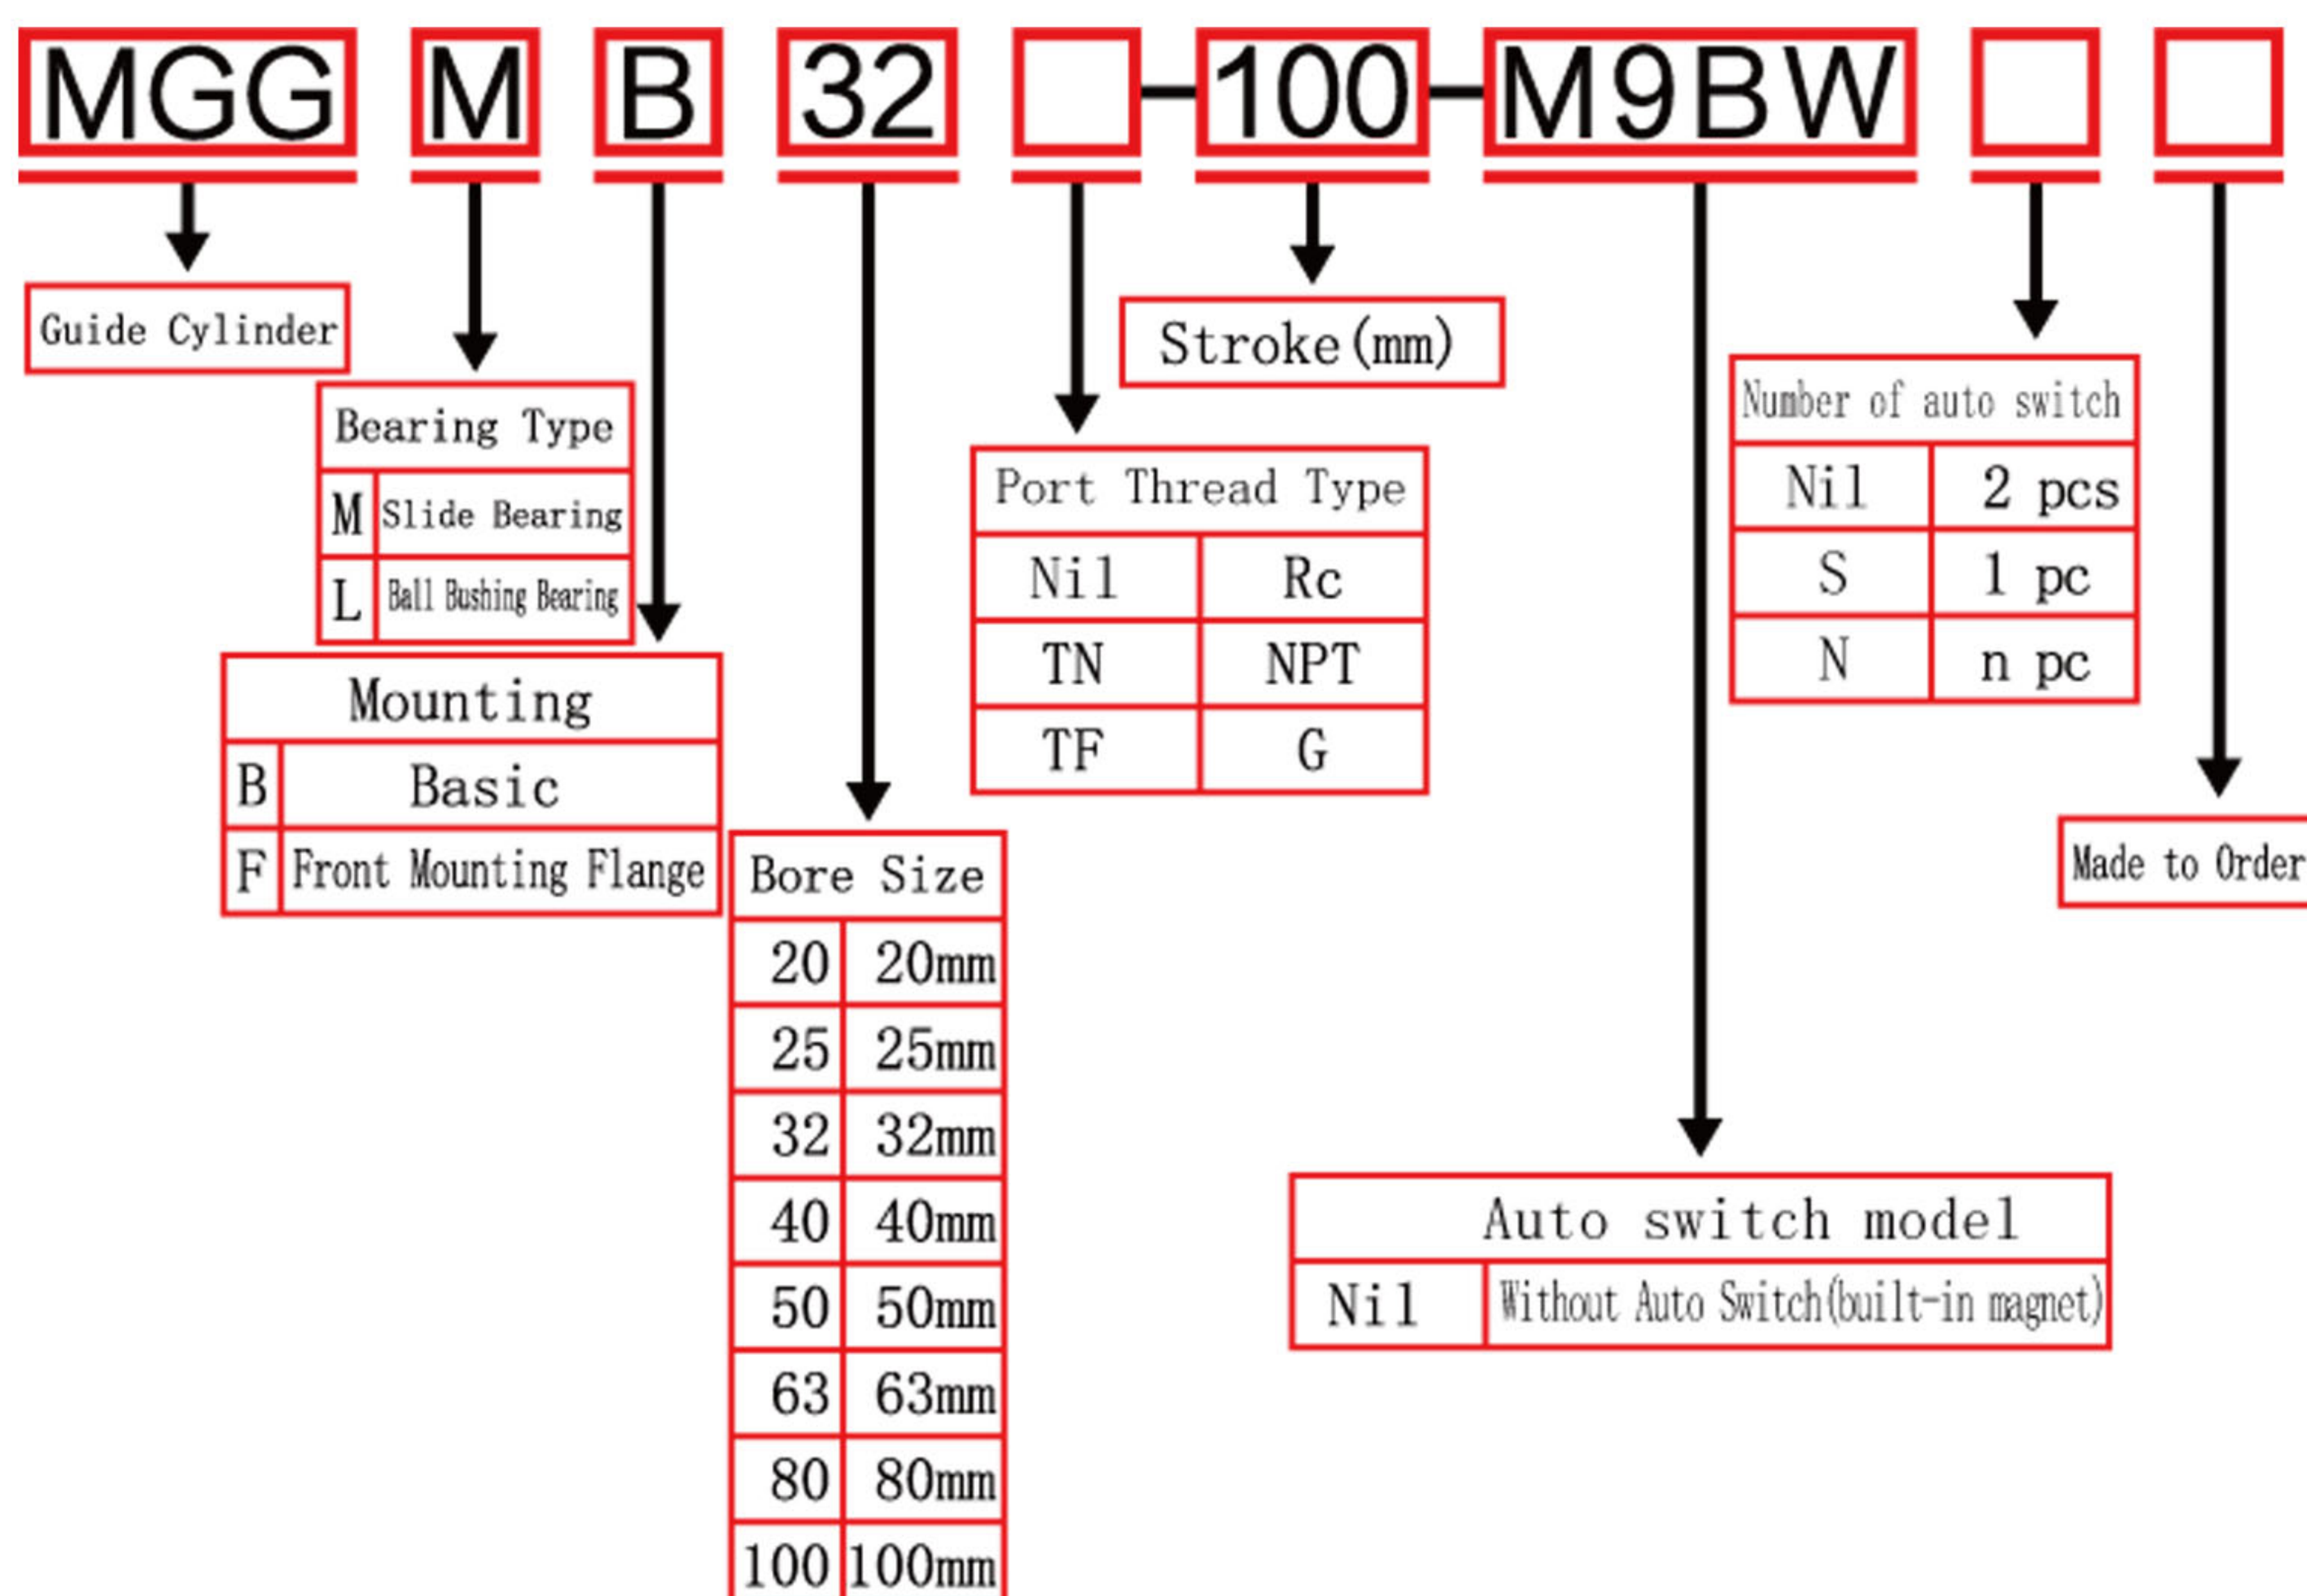 MGG M B 32 - 100 - M9BW
Guide Cylinder
Bearing Type
M Slide Bearing
L Ball Bushing Bearing
Mounting
B Basic
F Front Mounting Flange
Bore Size
20 20mm
25 25mm
32 32mm
40 40mm
50 50mm
63 63mm
80 80mm
100 100mm
Port Thread Type
Nil Rc
TN NPT
TF G
Stroke(mm)
Auto switch model
Nil Without Auto Switch(built-in magnet)
Number of auto switch
Nil 2 pcs
S 1 pc
N n pc
Made to Order